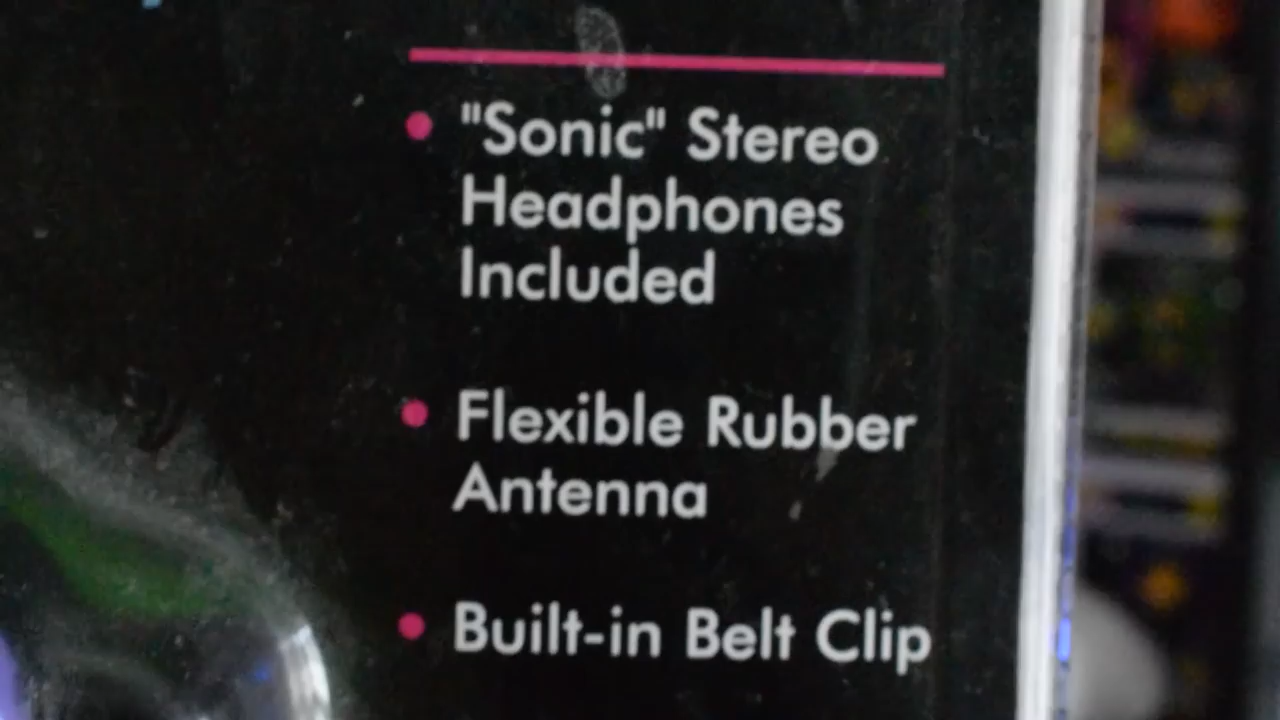 "Sonic" Stereo
Headphones
Included
Flexible Rubber
Antenna
Built-in Belt Clip